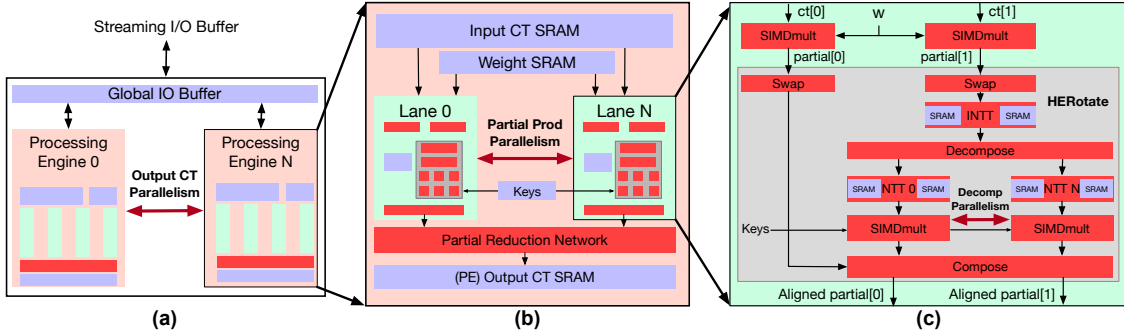 Streaming I/O Buffer
Global IO Buffer
Processing
Engine 0
Processing
Engine N
Output CT
Parallelism
(a)
Input CT SRAM
Weight SRAM
Lane 0
Lane N
Partial Prod
Parallelism
Keys
Partial Reduction Network
(PE) Output CT SRAM
(b)
ct[0]
w
ct[1]
SIMDmult
SIMDmult
partial[0]
partial[1]
Swap
Swap
HERotate
SRAM
INTT
SRAM
Decompose
SRAM
NTT 0
SRAM
SRAM
NTT N
SRAM
Decomp
Parallelism
Keys
SIMDmult
SIMDmult
Compose
Aligned partial[0]
Aligned partial[1]
(c)